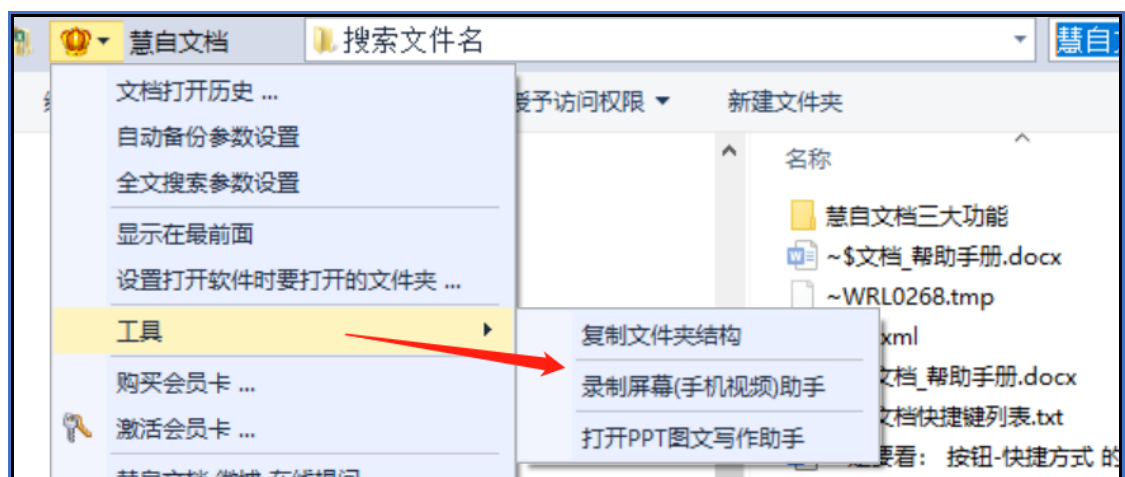 慧自文档
搜索文件名
慧自
文档打开历史 ...
自动备份参数设置
全文搜索参数设置
显示在最前面
设置打开软件时要打开的文件夹 ...
工具
购买会员卡 ...
激活会员卡 ...
复制文件夹结构
录制屏幕(手机视频)助手
打开PPT图文写作助手
予访问权限
新建文件夹
名称
慧自文档三大功能
~$文档_帮助手册.docx
~WRL0268.tmp
xml
文档_帮助手册.docx
文档快捷键列表.txt
要看： 按钮-快捷方式 的